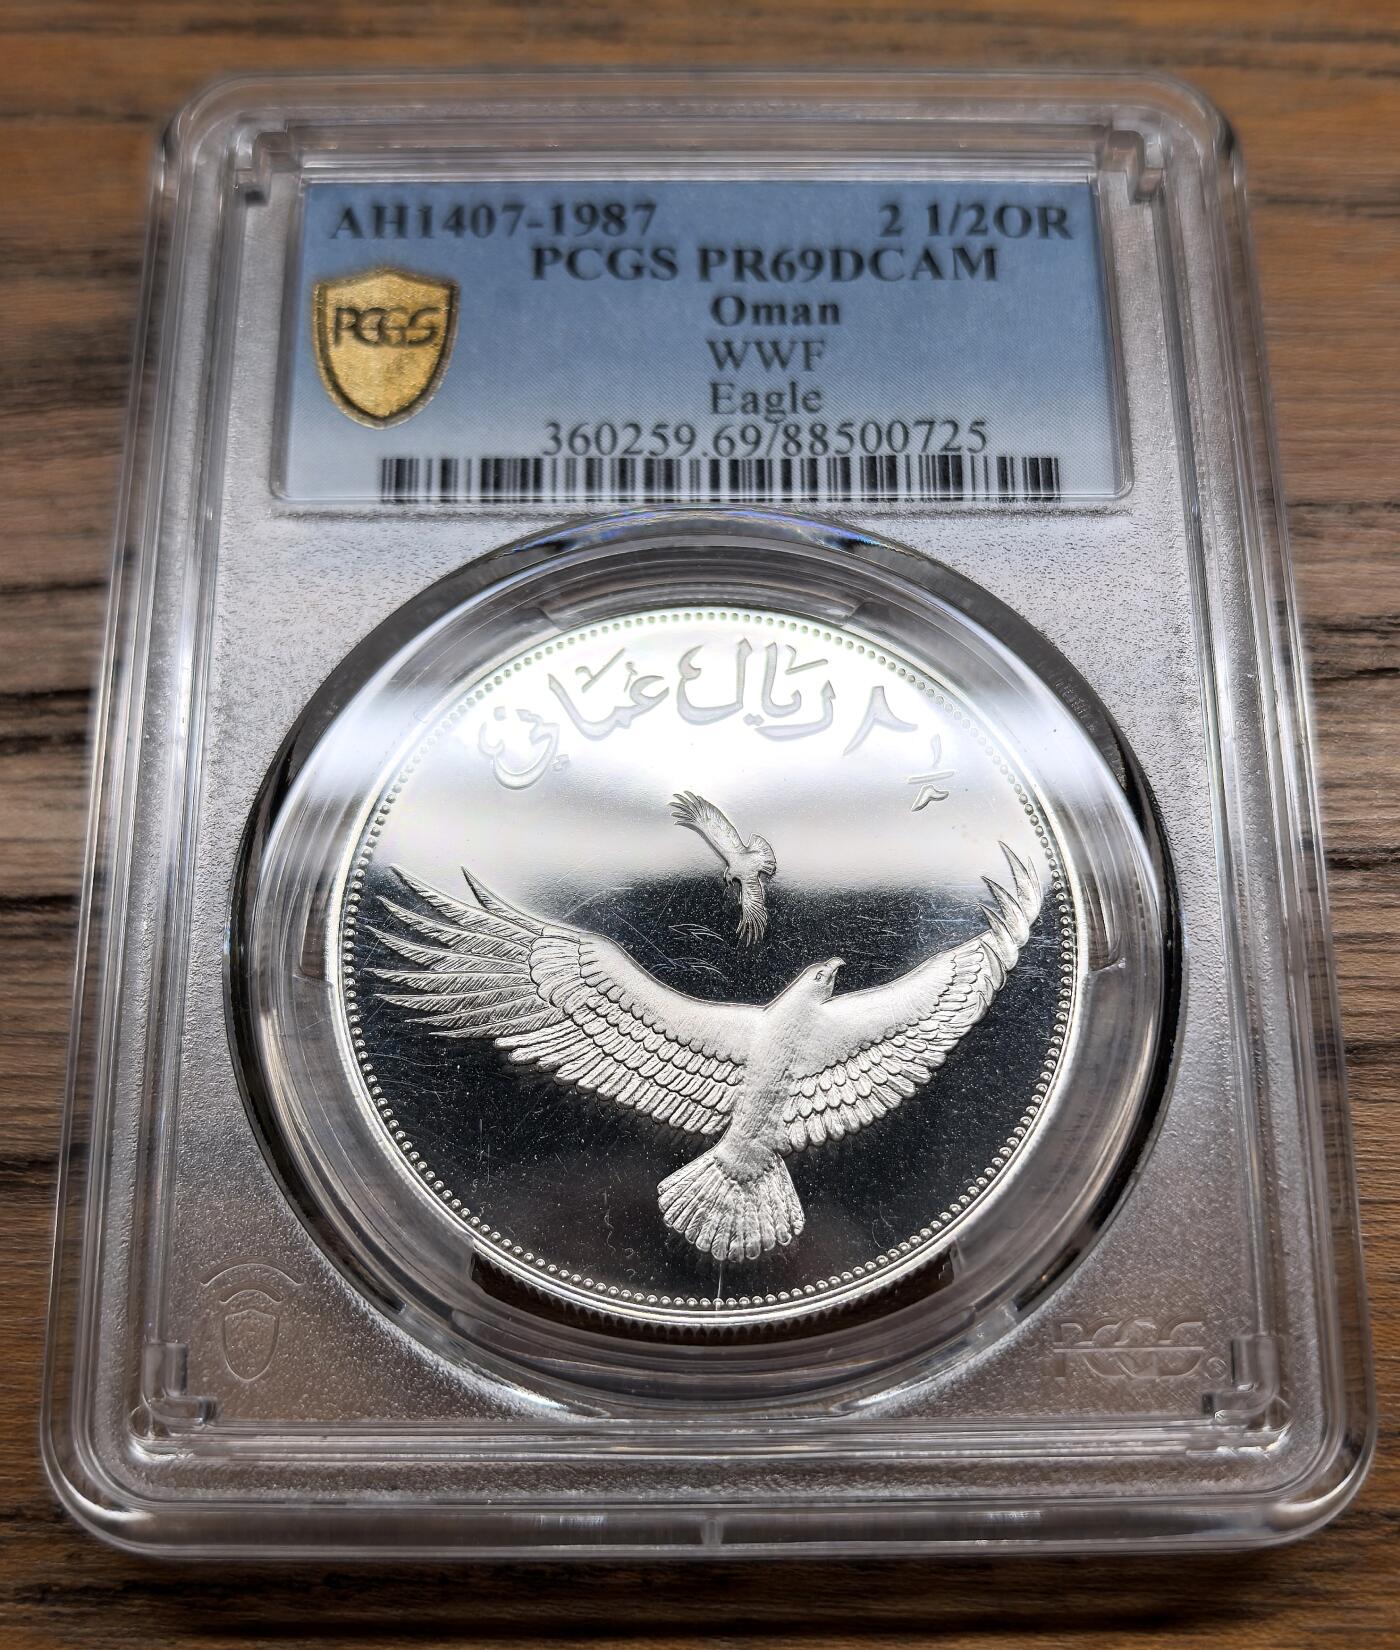 AH1407-1987 2 1/2OR
PCGS PR69DCAM
PCGS
Oman
WWF
Eagle
360259.69/88500725
١/٢ ٢ ريال عماني
PCGS